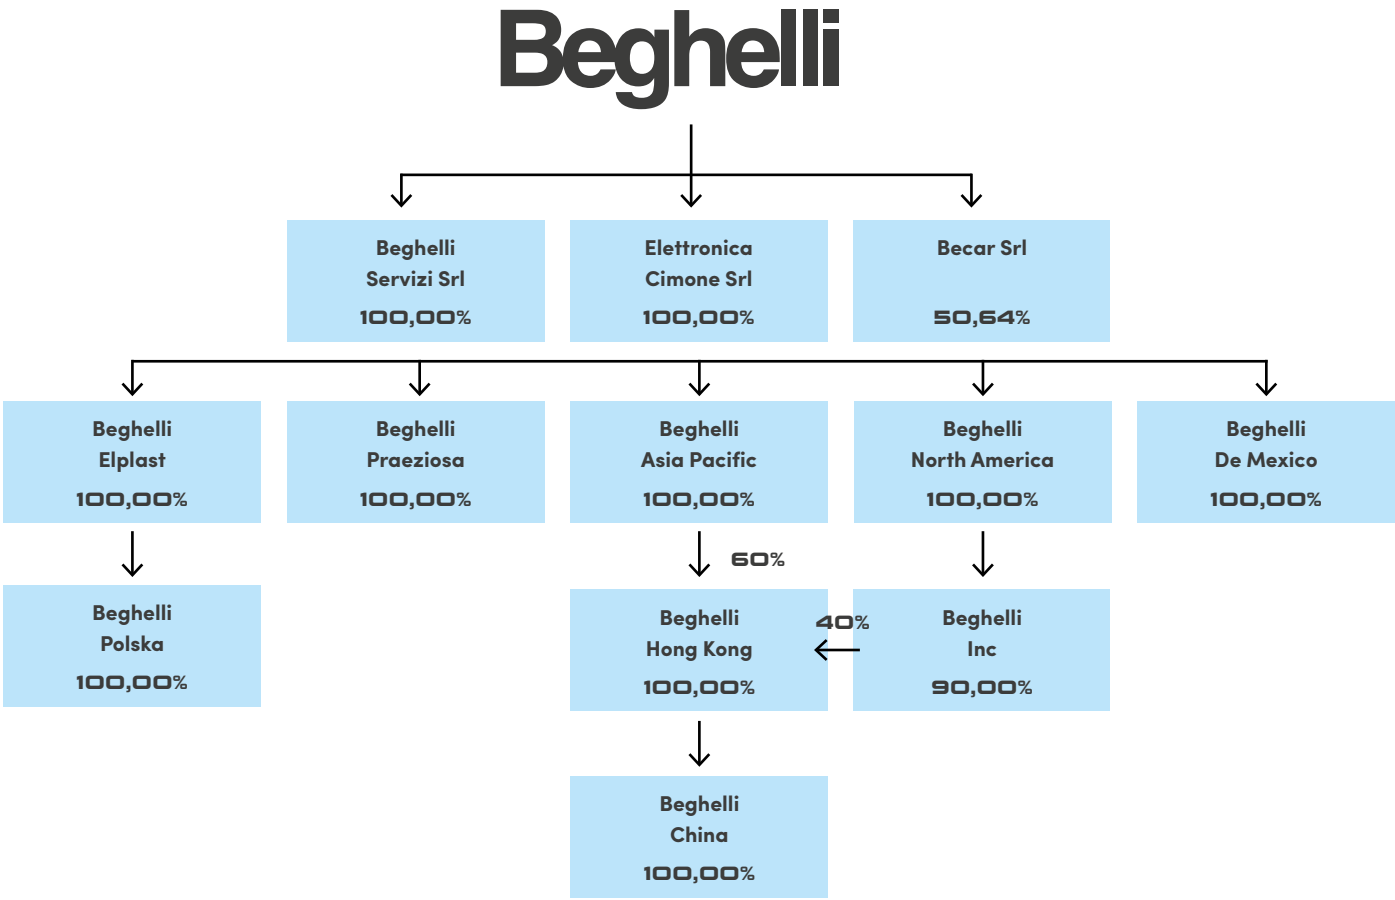 Beghelli
Beghelli
Servizi Srl
100,00%
Elettronica
Cimone Srl
100,00%
Becar Srl
50,64%
Beghelli
Elplast
100,00%
Beghelli
Praeziosa
100,00%
Beghelli
Asia Pacific
100,00%
Beghelli
North America
100,00%
Beghelli
De Mexico
100,00%
60%
Beghelli
Polska
100,00%
Beghelli
Hong Kong
100,00%
40%
Beghelli
Inc
90,00%
Beghelli
China
100,00%